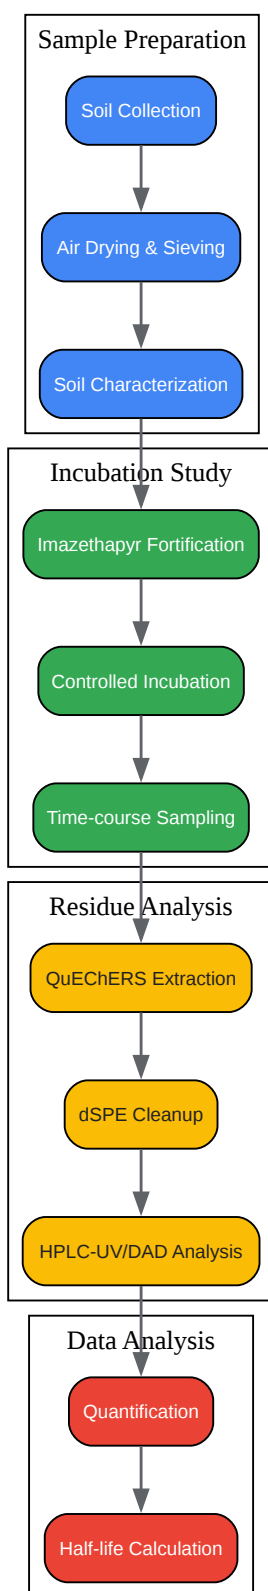 Sample Preparation
Soil Collection
Air Drying & Sieving
Soil Characterization
Incubation Study
Imazethapyr Fortification
Controlled Incubation
Time-course Sampling
Residue Analysis
QuEChERS Extraction
dSPE Cleanup
HPLC-UV/DAD Analysis
Data Analysis
Quantification
Half-life Calculation